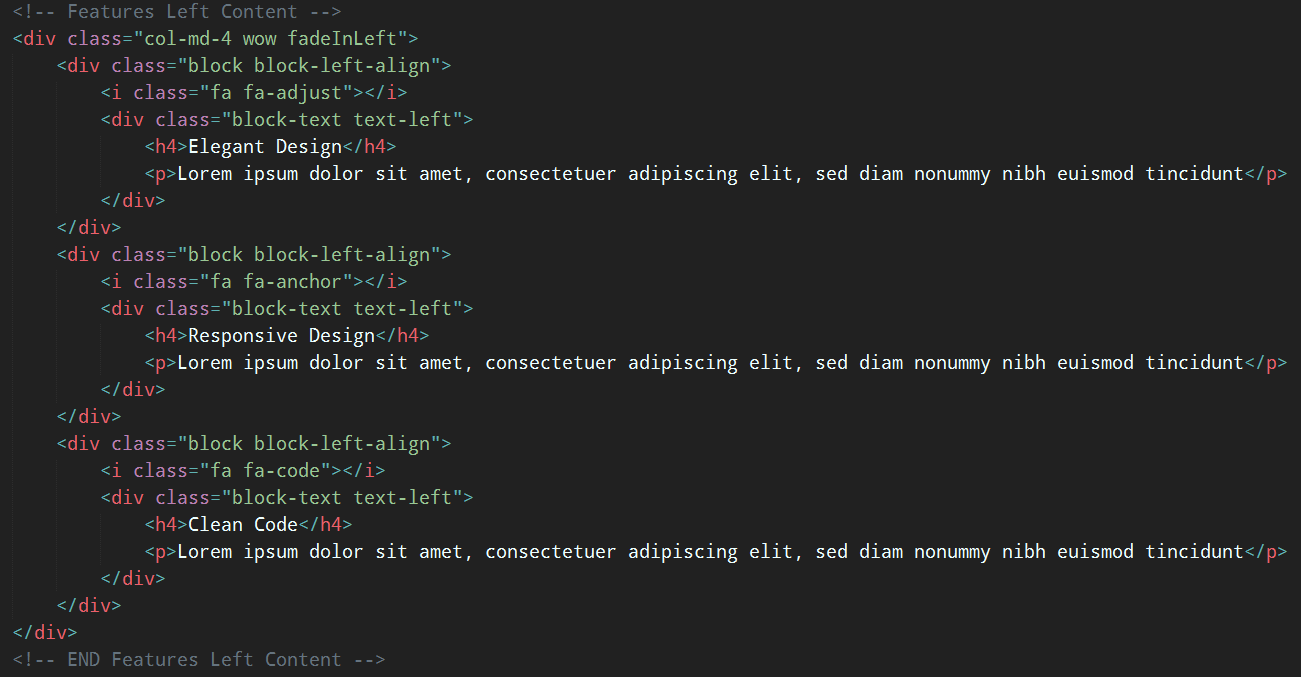 <!-- Features Left Content -->
<div class="col-md-4 wow fadeInLeft">
    <div class="block block-left-align">
        <i class="fa fa-adjust"></i>
        <div class="block-text text-left">
            <h4>Elegant Design</h4>
            <p>Lorem ipsum dolor sit amet, consectetuer adipiscing elit, sed diam nonummy nibh euismod tincidunt</p>
        </div>
    </div>
    <div class="block block-left-align">
        <i class="fa fa-anchor"></i>
        <div class="block-text text-left">
            <h4>Responsive Design</h4>
            <p>Lorem ipsum dolor sit amet, consectetuer adipiscing elit, sed diam nonummy nibh euismod tincidunt</p>
        </div>
    </div>
    <div class="block block-left-align">
        <i class="fa fa-code"></i>
        <div class="block-text text-left">
            <h4>Clean Code</h4>
            <p>Lorem ipsum dolor sit amet, consectetuer adipiscing elit, sed diam nonummy nibh euismod tincidunt</p>
        </div>
    </div>
</div>
<!-- END Features Left Content -->